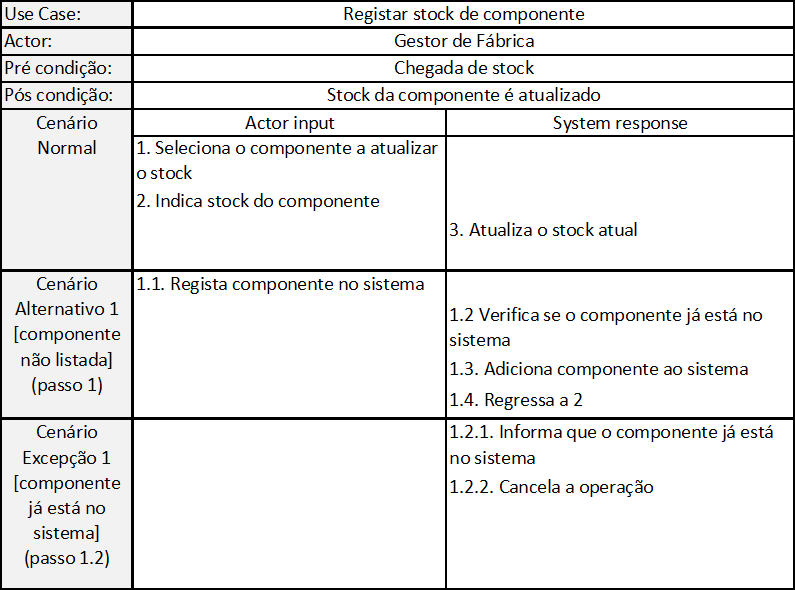 Use Case:
Registar stock de componente
Actor:
Gestor de Fábrica
Pré condição:
Chegada de stock
Pós condição:
Stock da componente é atualizado
Cenário
Normal
Actor input
System response
1. Seleciona o componente a atualizar
o stock
2. Indica stock do componente
3. Atualiza o stock atual
Cenário
Alternativo 1
[componente
não listada]
(passo 1)
1.1. Regista componente no sistema
1.2 Verifica se o componente já está no
sistema
1.3. Adiciona componente ao sistema
1.4. Regressa a 2
Cenário
Excepção 1
[componente
já está no
sistema]
(passo 1.2)
1.2.1. Informa que o componente já está
no sistema
1.2.2. Cancela a operação